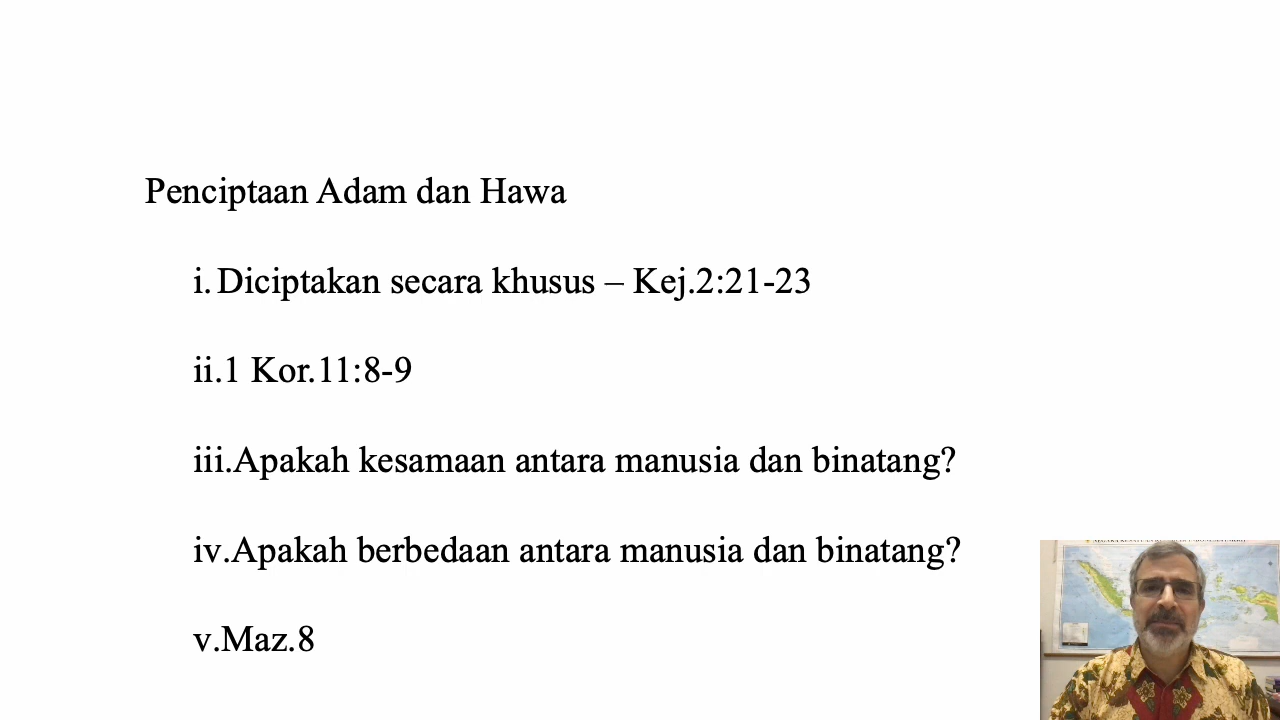 Penciptaan Adam dan Hawa
i. Diciptakan secara khusus – Kej.2:21-23
ii.1 Kor.11:8-9
iii.Apakah kesamaan antara manusia dan binatang?
iv.Apakah berbedaan antara manusia dan binatang?
v.Maz.8